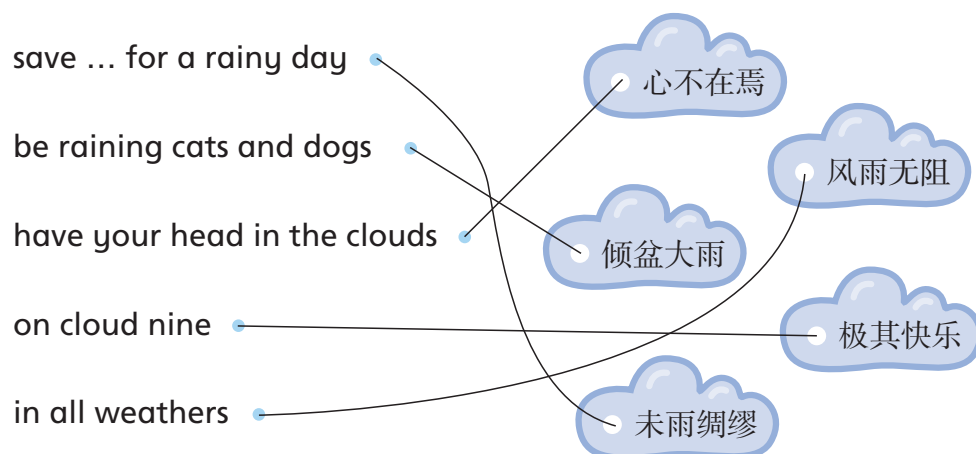 save … for a rainy day
be raining cats and dogs
have your head in the clouds
on cloud nine
in all weathers
心不在焉
风雨无阻
倾盆大雨
极其快乐
未雨绸缪